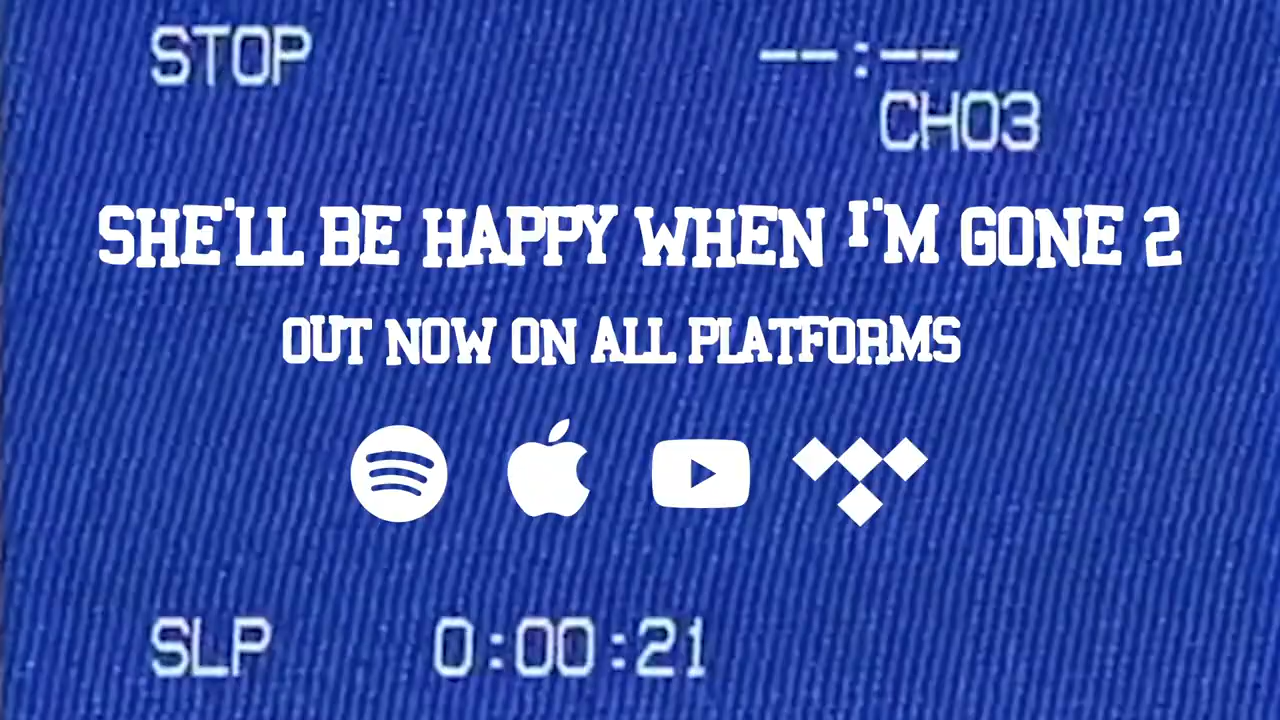 STOP
--:--
CH03
SHE'LL BE HAPPY WHEN I'M GONE 2
OUT NOW ON ALL PLATFORMS
SLP 0:00:21